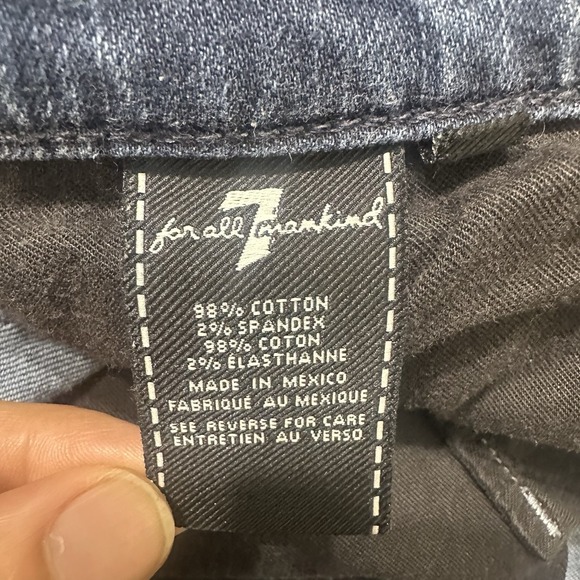 for all 7 mankind
98% COTTON
2% SPANDEX
98% COTON
2% ÉLASTHANNE
MADE IN MEXICO
FABRIQUÉ AU MEXIQUE
SEE REVERSE FOR CARE
ENTRETIEN AU VERSO